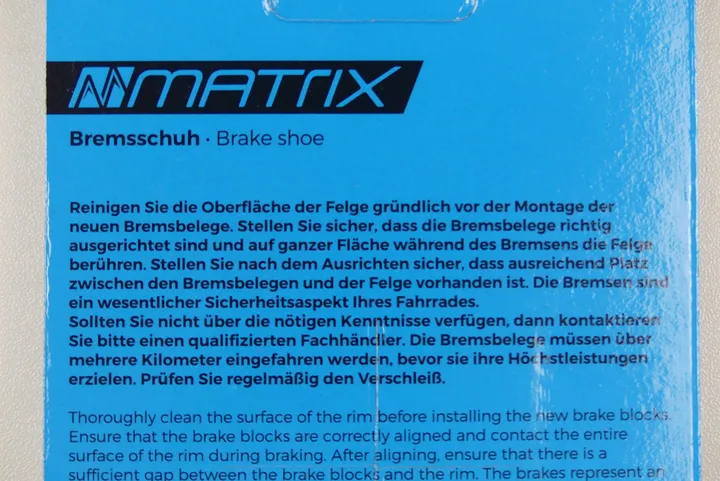 MATRIX
Bremsschuh · Brake shoe
Reinigen Sie die Oberfläche der Felge gründlich vor der Montage der
neuen Bremsbelege. Stellen Sie sicher, dass die Bremsbelege richtig
ausgerichtet sind und auf ganzer Fläche während des Bremsens die Felge
berühren. Stellen Sie nach dem Ausrichten sicher, dass ausreichend Platz
zwischen den Bremsbelegen und der Felge vorhanden ist. Die Bremsen sind
ein wesentlicher Sicherheitsaspekt Ihres Fahrrades.
Sollten Sie nicht über die nötigen Kenntnisse verfügen, dann kontaktieren
Sie bitte einen qualifizierten Fachhändler. Die Bremsbelege müssen über
mehrere Kilometer eingefahren werden, bevor sie ihre Höchstleistungen
erzielen. Prüfen Sie regelmäßig den Verschleiß.
Thoroughly clean the surface of the rim before installing the new brake blocks.
Ensure that the brake blocks are correctly aligned and contact the entire
surface of the rim during braking. After aligning, ensure that there is a
sufficient gap between the brake blocks and the rim. The brakes represent an